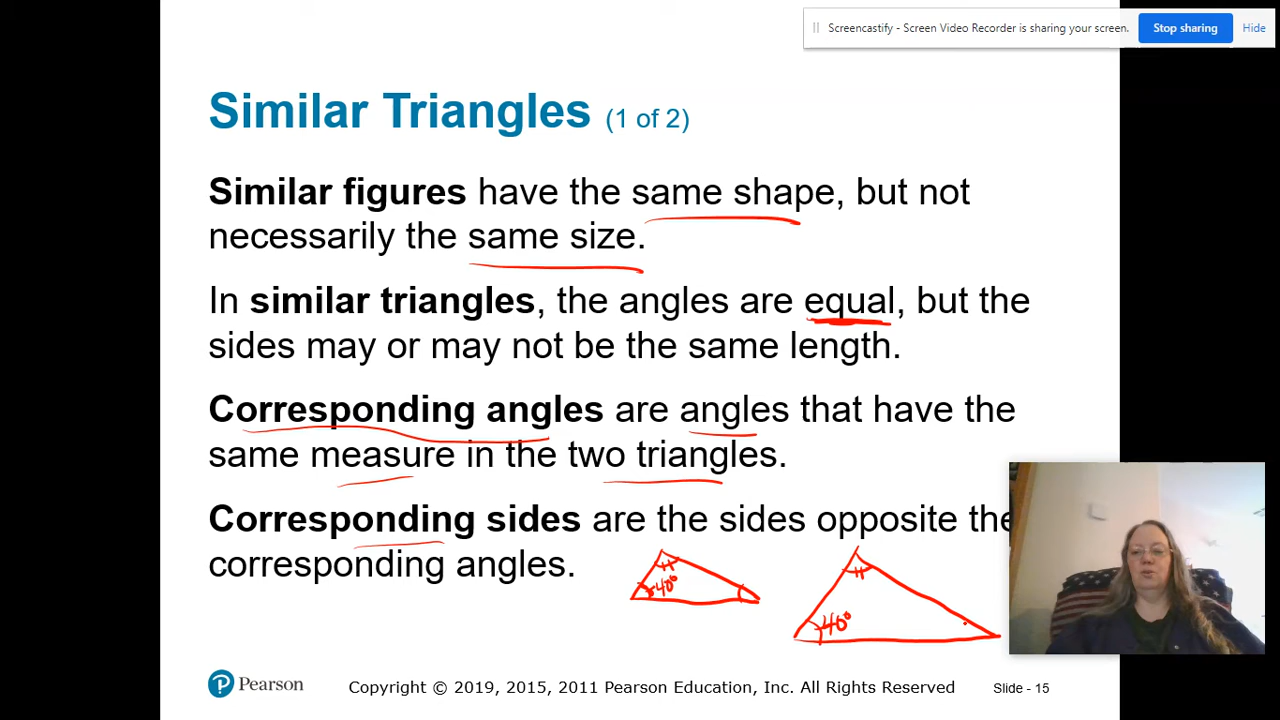 Screencastify - Screen Video Recorder is sharing your screen. Stop sharing Hide
Similar Triangles (1 of 2)
Similar figures have the same shape, but not
necessarily the same size.
In similar triangles, the angles are equal, but the
sides may or may not be the same length.
Corresponding angles are angles that have the
same measure in the two triangles.
Corresponding sides are the sides opposite the
corresponding angles.
40°
40°
Pearson Copyright © 2019, 2015, 2011 Pearson Education, Inc. All Rights Reserved Slide - 15